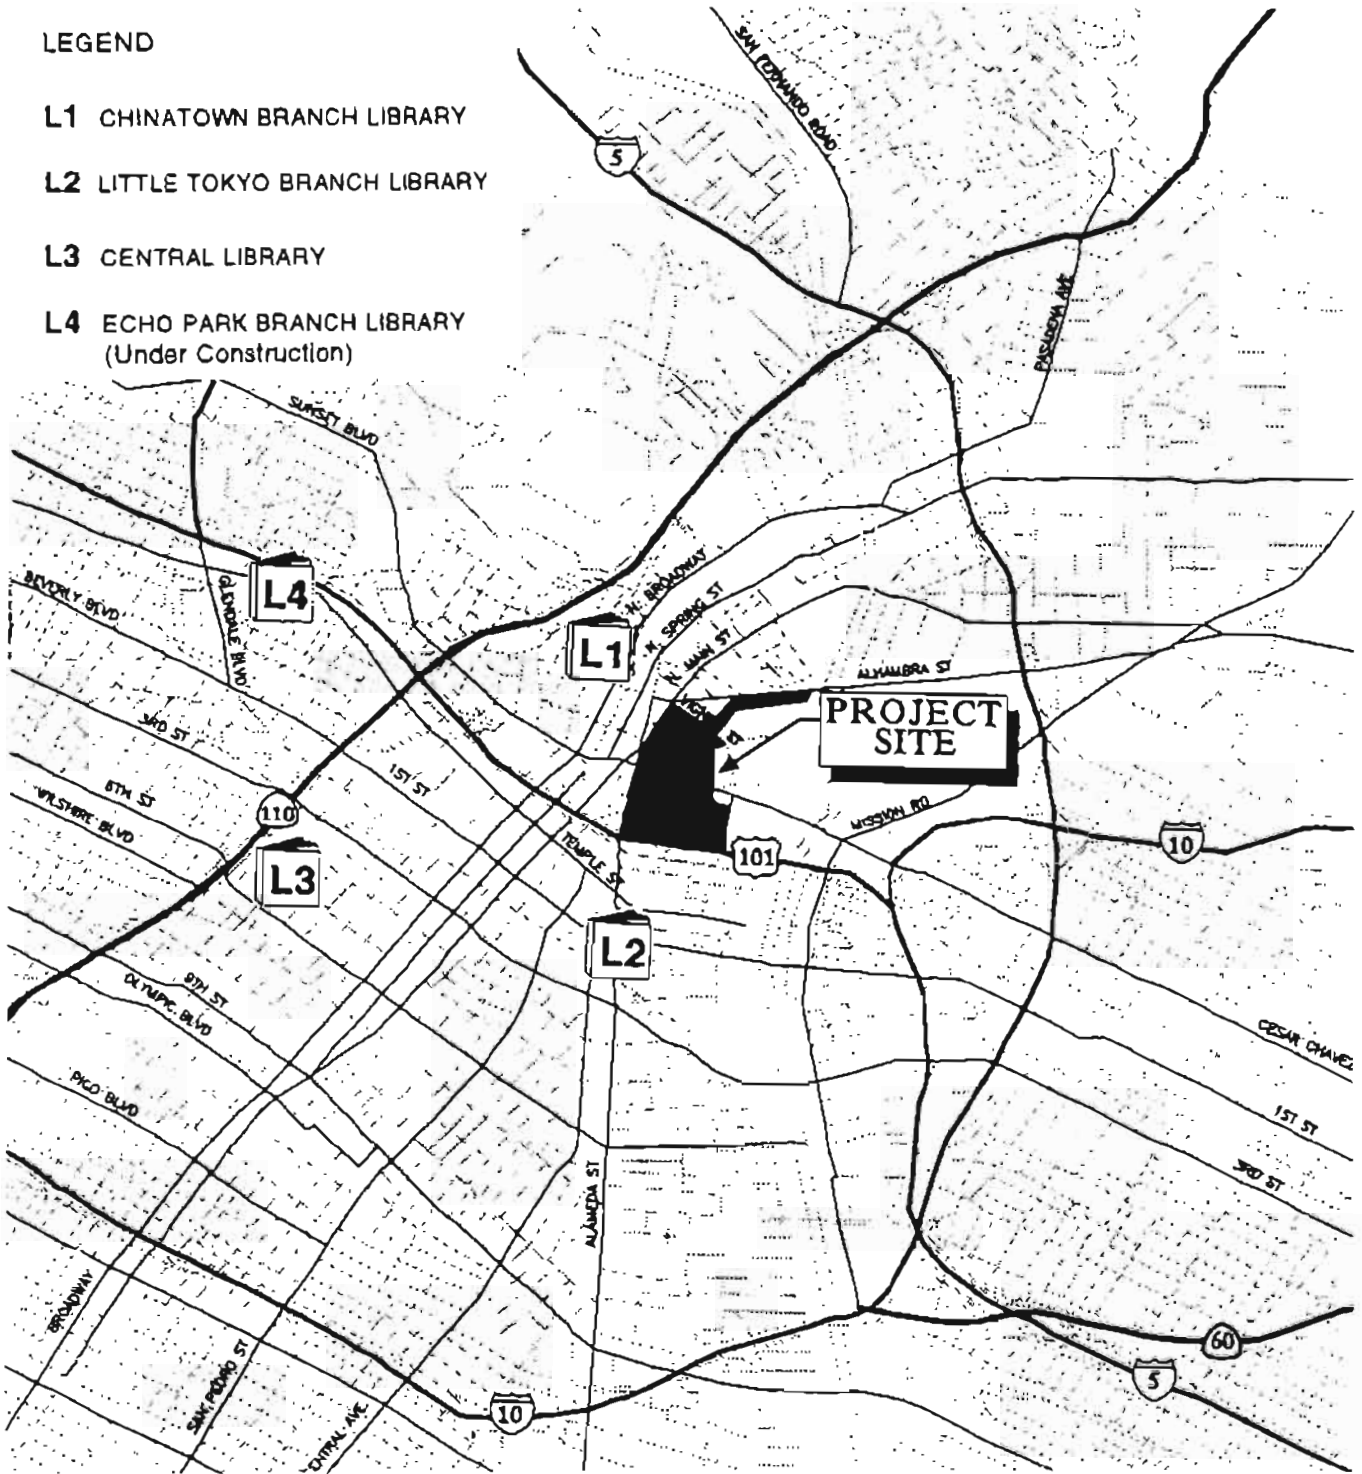 LEGEND
L1 CHINATOWN BRANCH LIBRARY
L2 LITTLE TOKYO BRANCH LIBRARY
L3 CENTRAL LIBRARY
L4 ECHO PARK BRANCH LIBRARY
(Under Construction)
SAN FERNANDO ROAD
5
PASADENA AVE
SUNSET BLVD
L4
GLENDALE BLVD
BEVERLY BLVD
N. BROADWAY
N SPRING ST
N MAIN ST
L1
ALHAMBRA ST
PROJECT
SITE
3RD ST
1ST ST
6TH ST
WILSHIRE BLVD
110
MISSION RD
10
TEMPLE ST
101
L3
L2
9TH ST
OLYMPIC BLVD
CESAR CHAVEZ
PICO BLVD
1ST ST
3RD ST
ALAMEDA ST
BROADWAY
SAN PEDRO ST
ENTRAL AVE
10
60
5